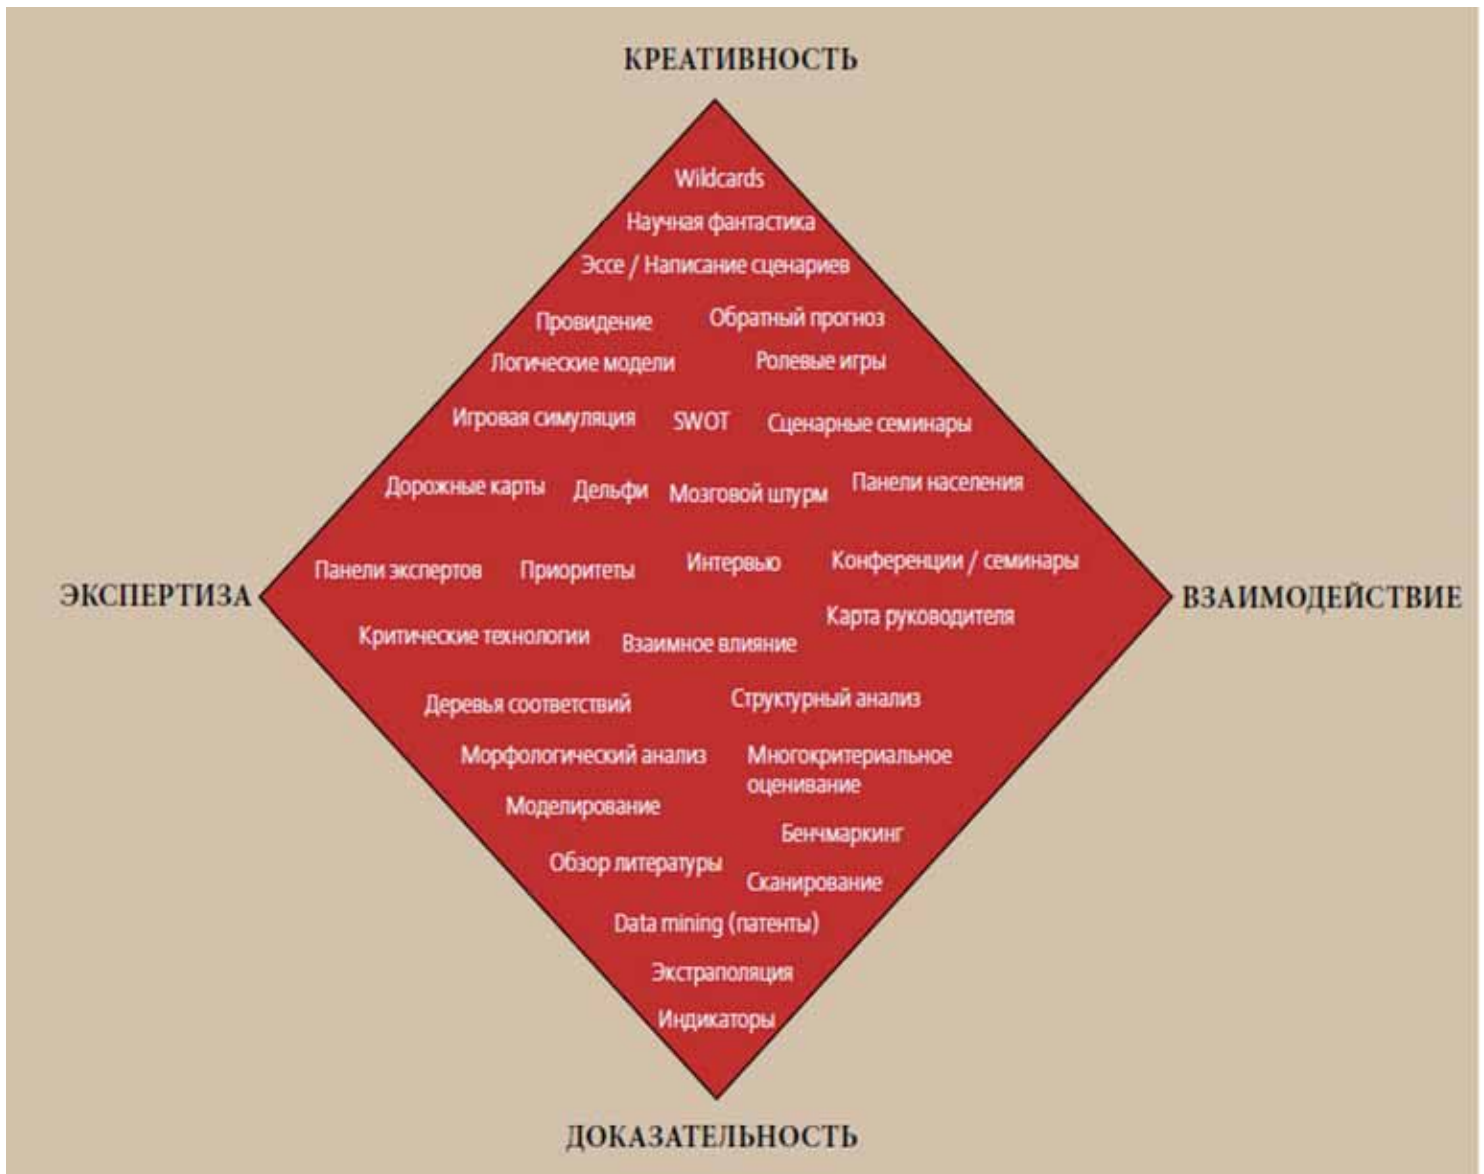 КРЕАТИВНОСТЬ
Wildcards
Научная фантастика
Эссе / Написание сценариев
Провидение
Обратный прогноз
Логические модели
Ролевые игры
Игровая симуляция
SWOT
Сценарные семинары
Дорожные карты
Дельфи
Мозговой штурм
Панели населения
Панели экспертов
Приоритеты
Интервью
Конференции / семинары
ЭКСПЕРТИЗА
ВЗАИМОДЕЙСТВИЕ
Карта руководителя
Критические технологии
Взаимное влияние
Деревья соответствий
Структурный анализ
Морфологический анализ
Многокритериальное
оценивание
Моделирование
Бенчмаркинг
Обзор литературы
Сканирование
Data mining (патенты)
Экстраполяция
Индикаторы
ДОКАЗАТЕЛЬНОСТЬ